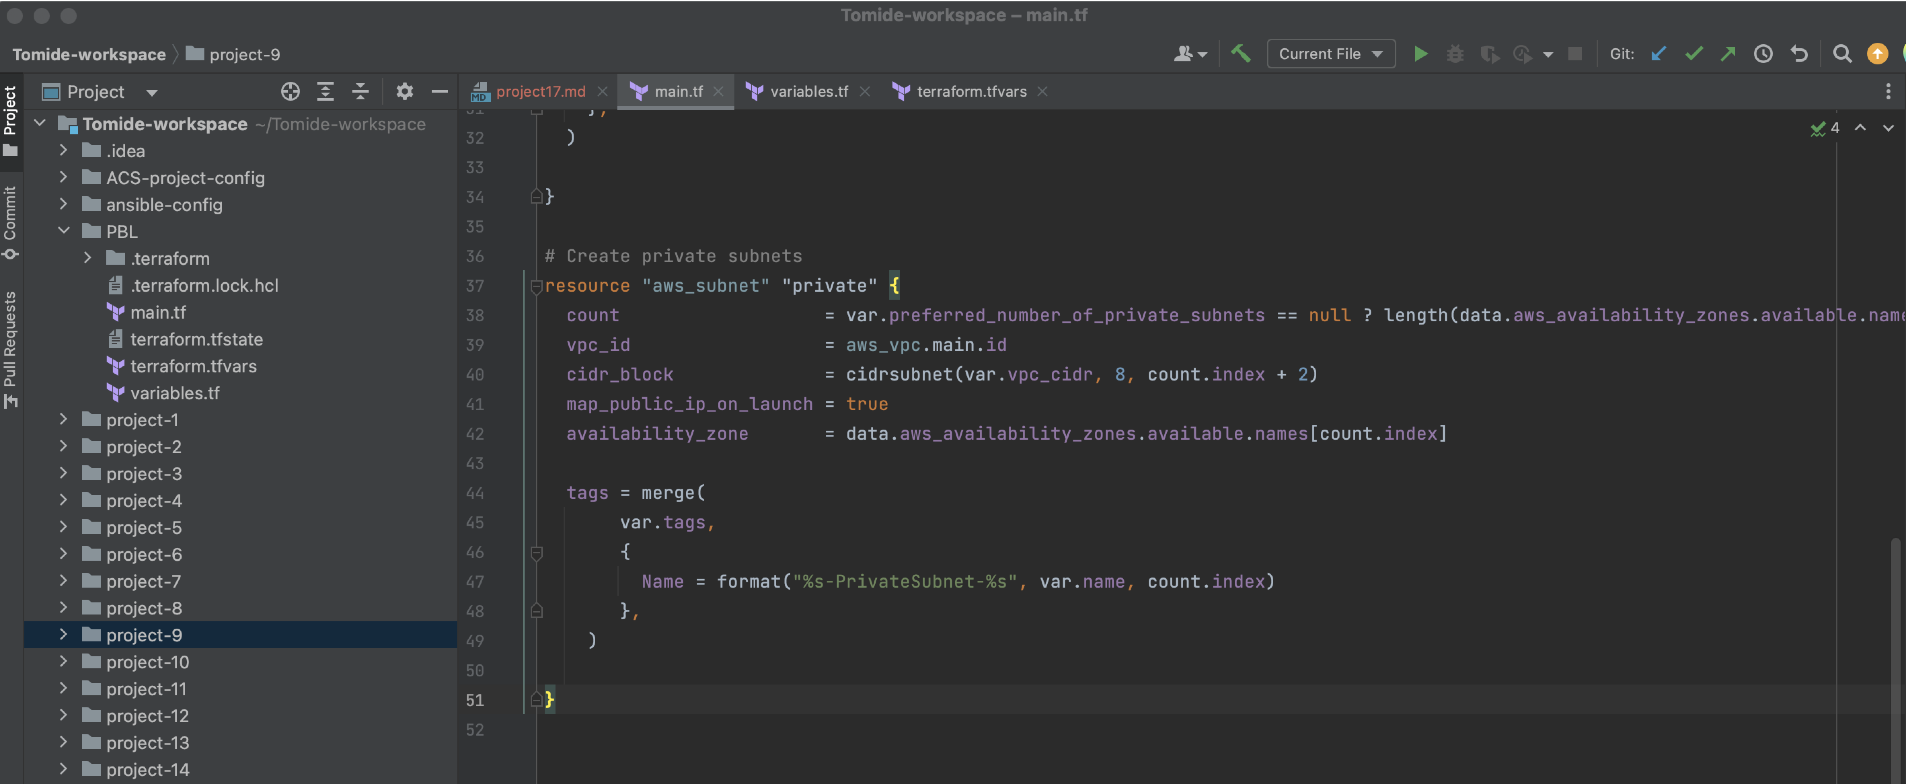 Tomide-workspace – main.tf
Tomide-workspace project-9
Current File
Git:
Project
Commit
Pull Requests
Project
Tomide-workspace ~/Tomide-workspace
.idea
ACS-project-config
ansible-config
PBL
.terraform
.terraform.lock.hcl
main.tf
terraform.tfstate
terraform.tfvars
variables.tf
project-1
project-2
project-3
project-4
project-5
project-6
project-7
project-8
project-9
project-10
project-11
project-12
project-13
project-14
MD project17.md
main.tf
variables.tf
terraform.tfvars
4
31 },
32 )
33
34 }
35
36 # Create private subnets
37 resource "aws_subnet" "private" {
38 count = var.preferred_number_of_private_subnets == null ? length(data.aws_availability_zones.available.name
39 vpc_id = aws_vpc.main.id
40 cidr_block = cidrsubnet(var.vpc_cidr, 8, count.index + 2)
41 map_public_ip_on_launch = true
42 availability_zone = data.aws_availability_zones.available.names[count.index]
43
44 tags = merge(
45 var.tags,
46 {
47 Name = format("%s-PrivateSubnet-%s", var.name, count.index)
48 },
49 )
50
51 }
52